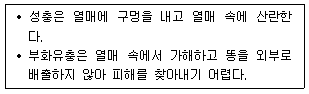 • 성충은 열매에 구멍을 내고 열매 속에 산란한
다.
• 부화유충은 열매 속에서 가해하고 똥을 외부로
배출하지 않아 피해를 찾아내기 어렵다.